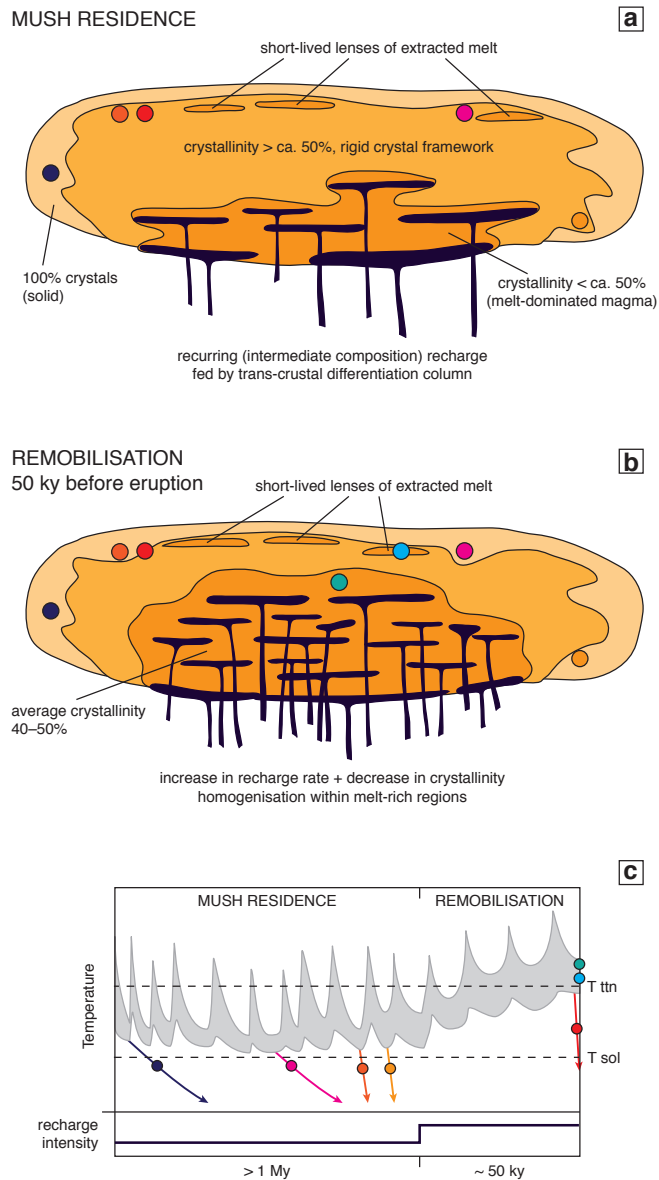 MUSH RESIDENCE
a
short-lived lenses of extracted melt
crystallinity > ca. 50%, rigid crystal framework
100% crystals
(solid)
crystallinity < ca. 50%
(melt-dominated magma)
recurring (intermediate composition) recharge
fed by trans-crustal differentiation column
REMOBILISATION
50 ky before eruption
b
short-lived lenses of extracted melt
average crystallinity
40–50%
increase in recharge rate + decrease in crystallinity
homogenisation within melt-rich regions
c
MUSH RESIDENCE
REMOBILISATION
Temperature
T ttn
T sol
recharge
intensity
> 1 My
~ 50 ky